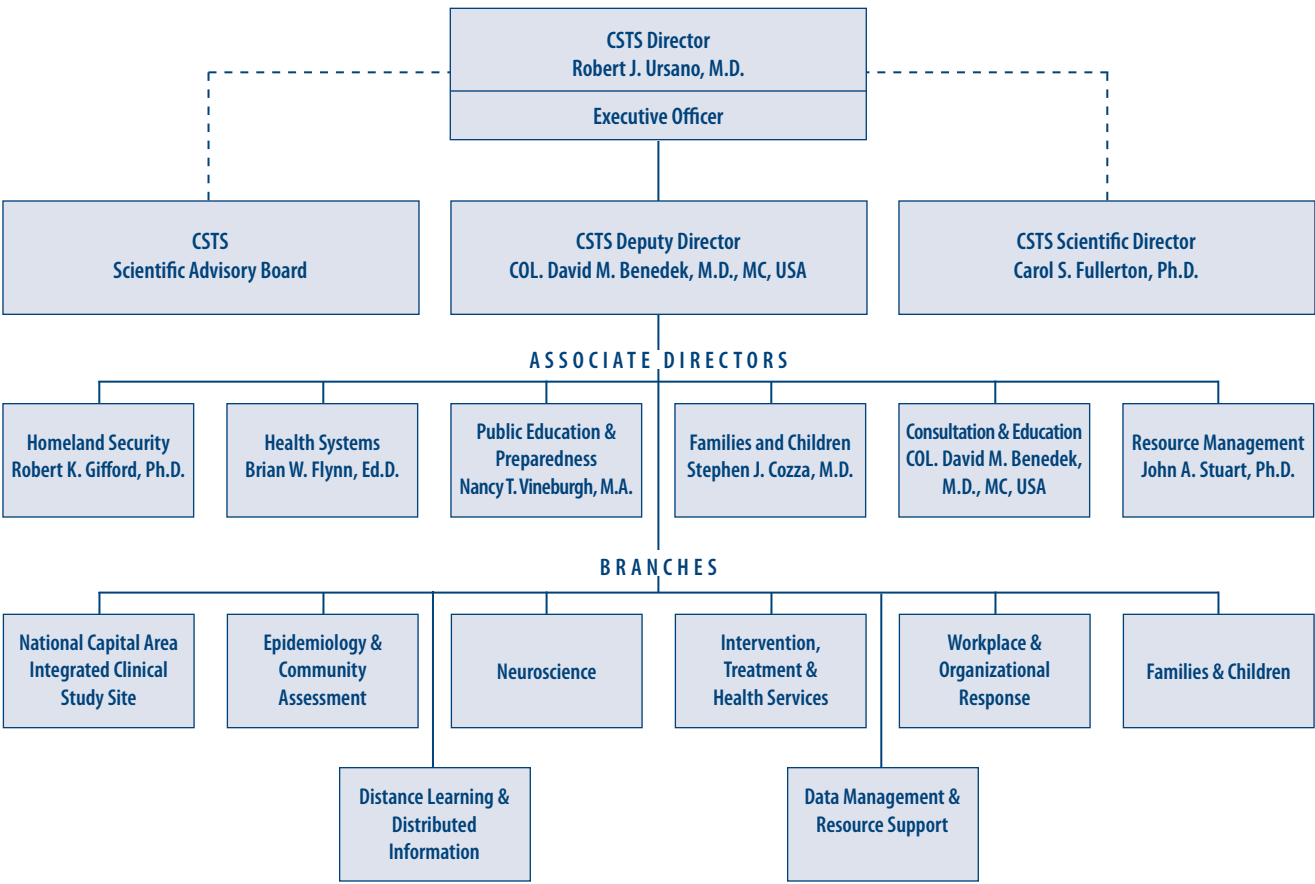 CSTS Director
Robert J. Ursano, M.D.
Executive Officer
CSTS
Scientific Advisory Board
CSTS Deputy Director
COL. David M. Benedek, M.D., MC, USA
CSTS Scientific Director
Carol S. Fullerton, Ph.D.
ASSOCIATE DIRECTORS
Homeland Security
Robert K. Gifford, Ph.D.
Health Systems
Brian W. Flynn, Ed.D.
Public Education &
Preparedness
Nancy T. Vineburgh, M.A.
Families and Children
Stephen J. Cozza, M.D.
Consultation & Education
COL. David M. Benedek,
M.D., MC, USA
Resource Management
John A. Stuart, Ph.D.
BRANCHES
National Capital Area
Integrated Clinical
Study Site
Epidemiology &
Community
Assessment
Neuroscience
Intervention,
Treatment &
Health Services
Workplace &
Organizational
Response
Families & Children
Distance Learning &
Distributed
Information
Data Management &
Resource Support